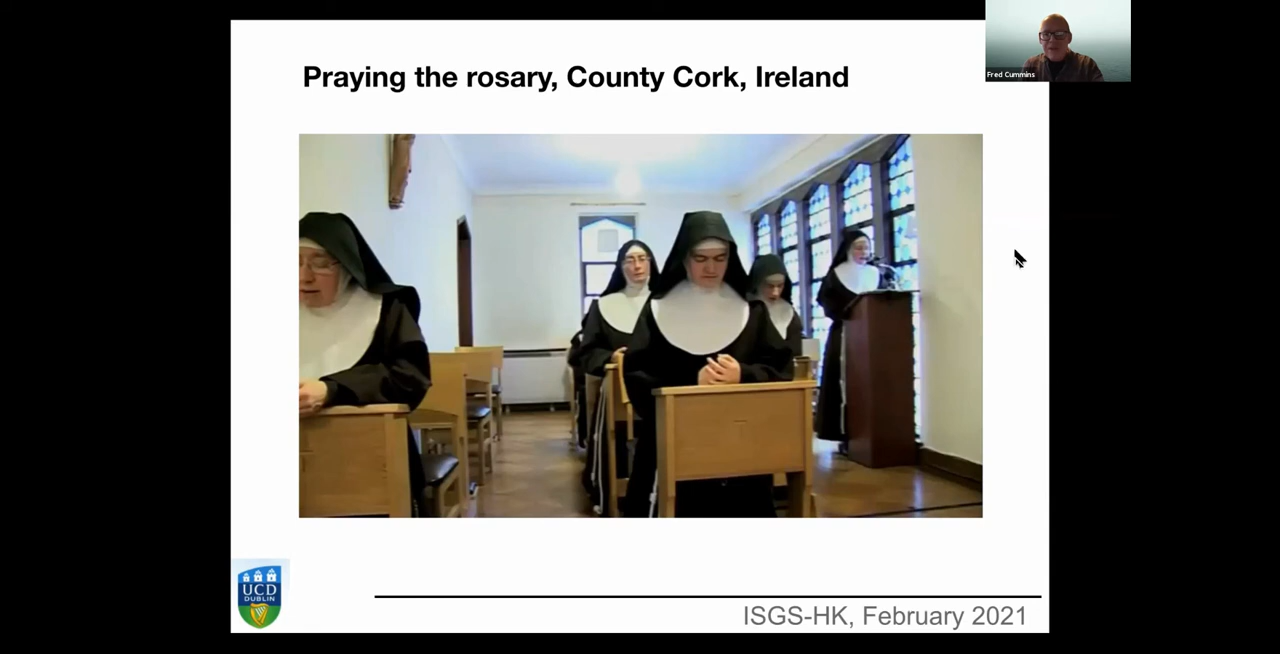 Praying the rosary, County Cork, Ireland
Fred Cummins
UCD
DUBLIN
ISGS-HK, February 2021